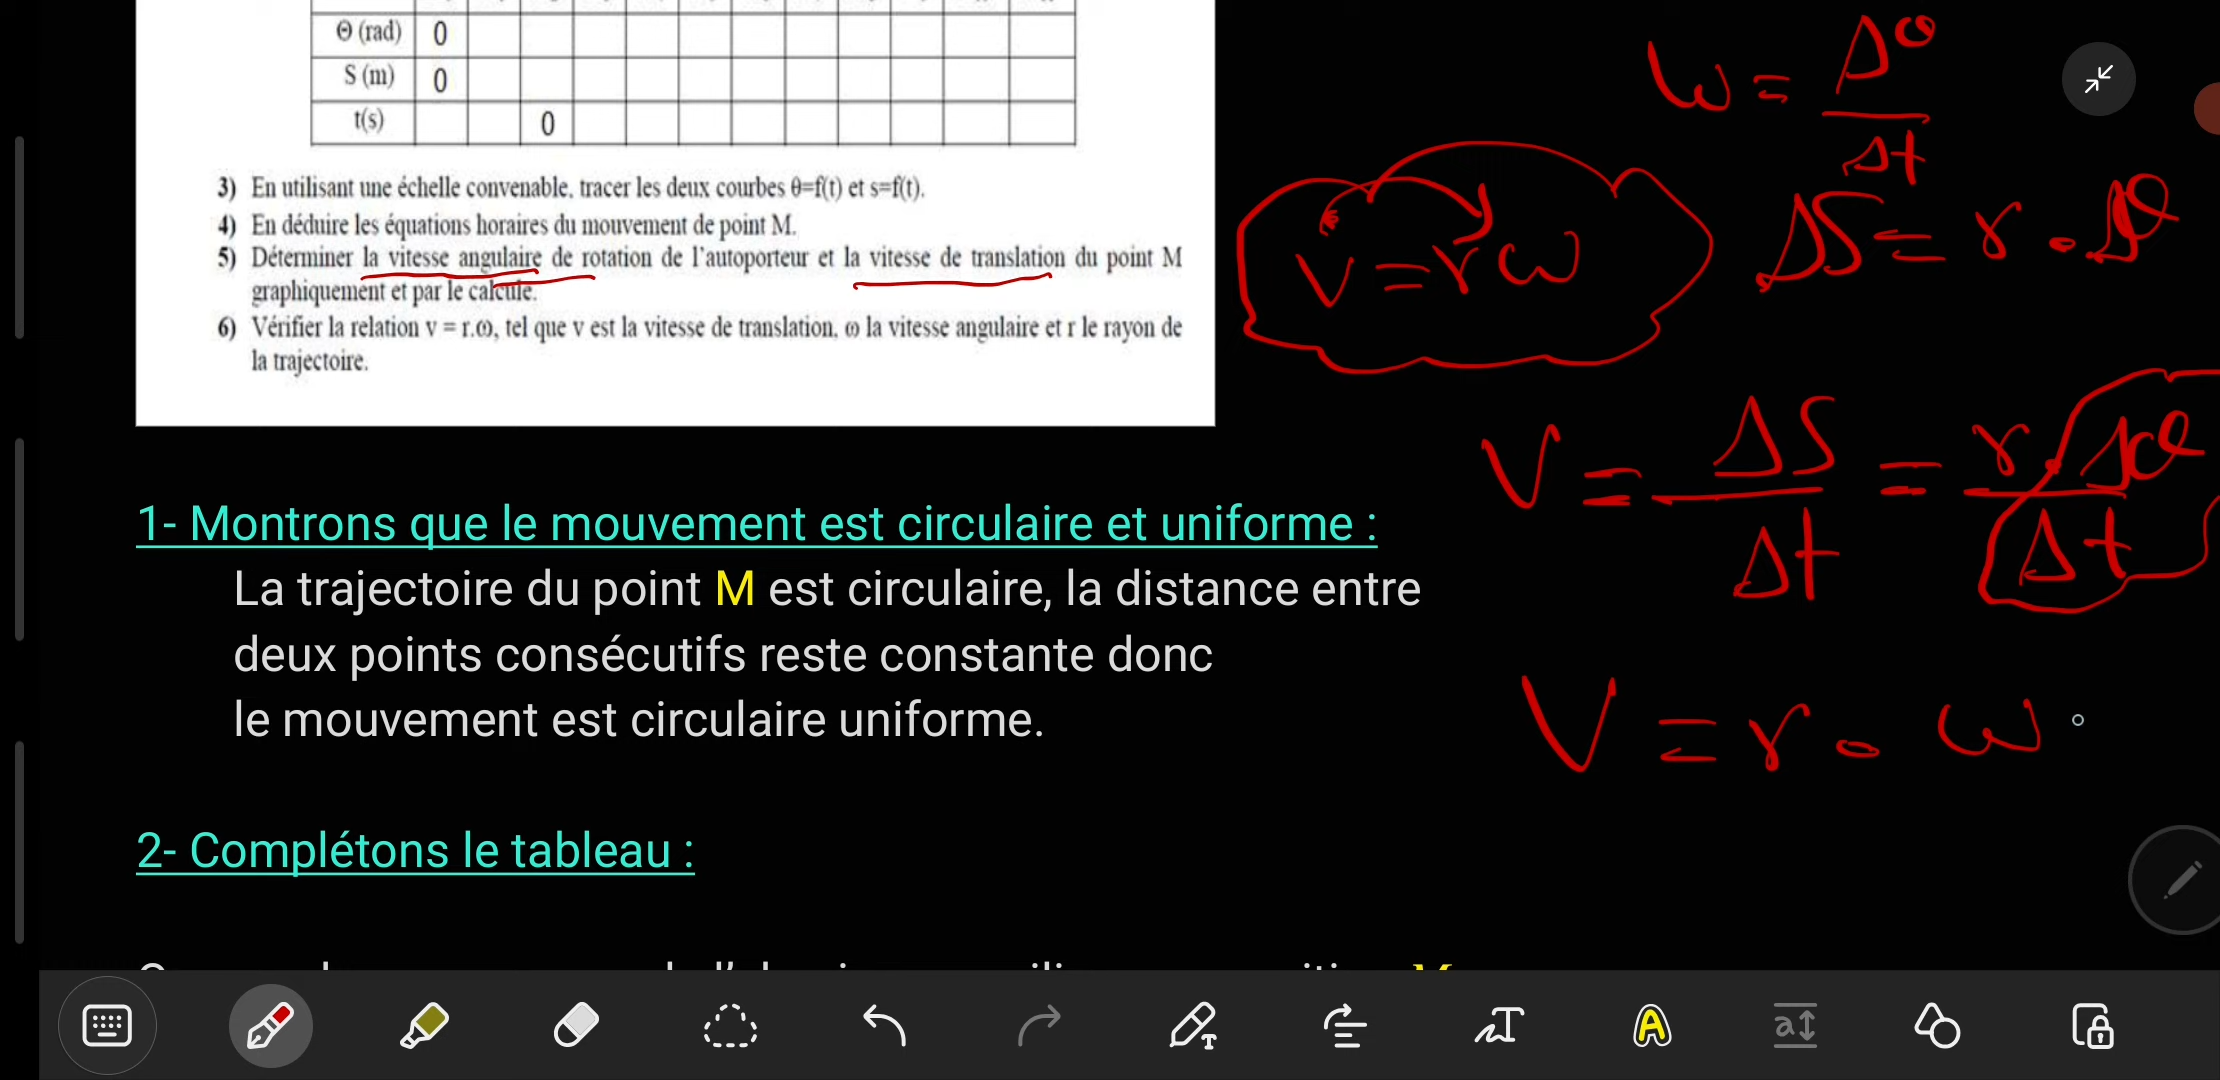 Θ (rad) 0
S (m) 0
t(s) 0
3) En utilisant une échelle convenable, tracer les deux courbes θ=f(t) et s=f(t).
4) En déduire les équations horaires du mouvement de point M.
5) Déterminer la vitesse angulaire de rotation de l'autoporteur et la vitesse de translation du point M
graphiquement et par le calcule.
6) Vérifier la relation v = r.ω, tel que v est la vitesse de translation, ω la vitesse angulaire et r le rayon de
la trajectoire.
ω = Δθ / Δt
ΔS = r . Δθ
v = rω
V = ΔS / Δt = r . Δθ / Δt
V = r . ω
1- Montrons que le mouvement est circulaire et uniforme :
La trajectoire du point M est circulaire, la distance entre
deux points consécutifs reste constante donc
le mouvement est circulaire uniforme.
2- Complétons le tableau :